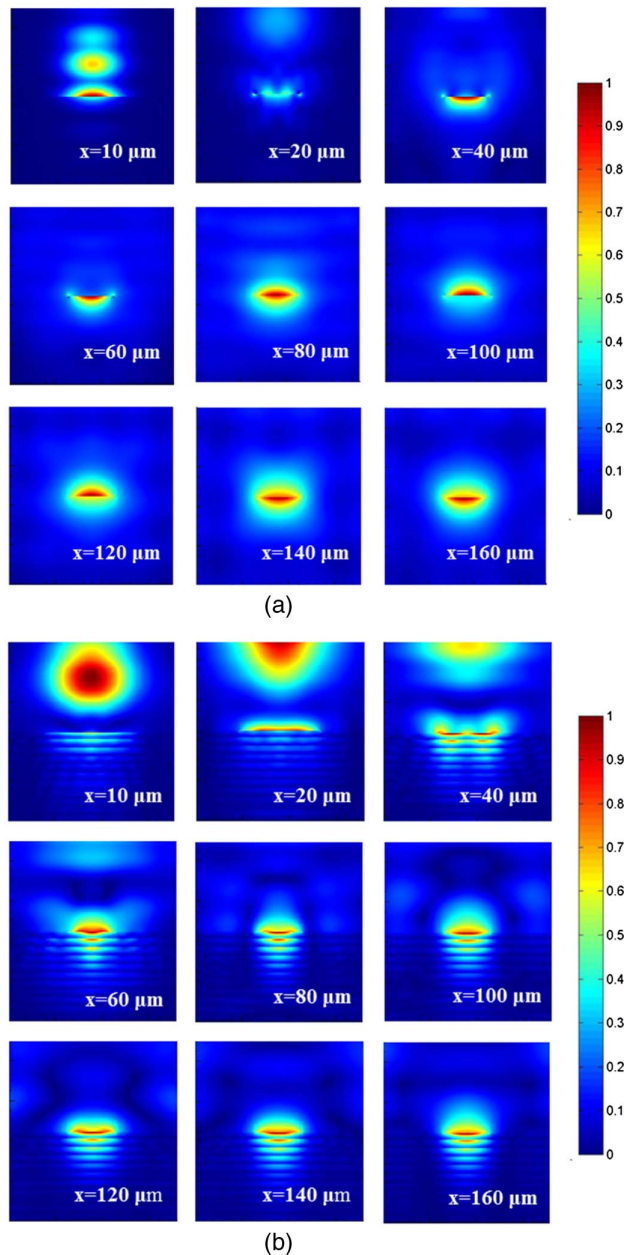 x=10 µm
x=20 µm
x=40 µm
x=60 µm
x=80 µm
x=100 µm
x=120 µm
x=140 µm
x=160 µm
1
0.9
0.8
0.7
0.6
0.5
0.4
0.3
0.2
0.1
0
(a)
x=10 µm
x=20 µm
x=40 µm
x=60 µm
x=80 µm
x=100 µm
x=120 µm
x=140 µm
x=160 µm
1
0.9
0.8
0.7
0.6
0.5
0.4
0.3
0.2
0.1
0
(b)